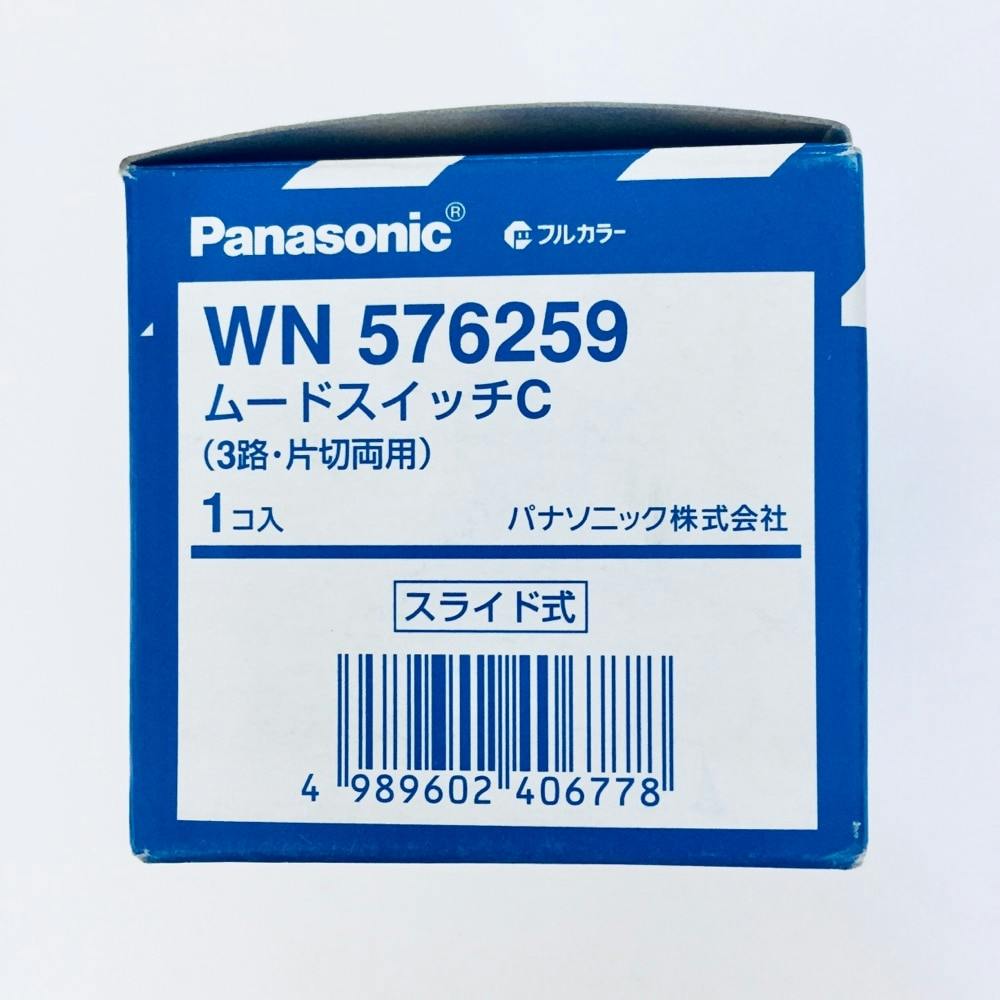 Panasonic® フルカラー
WN 576259
ムードスイッチC
(3路・片切両用)
1コ入 パナソニック株式会社
スライド式
4 989602 406778